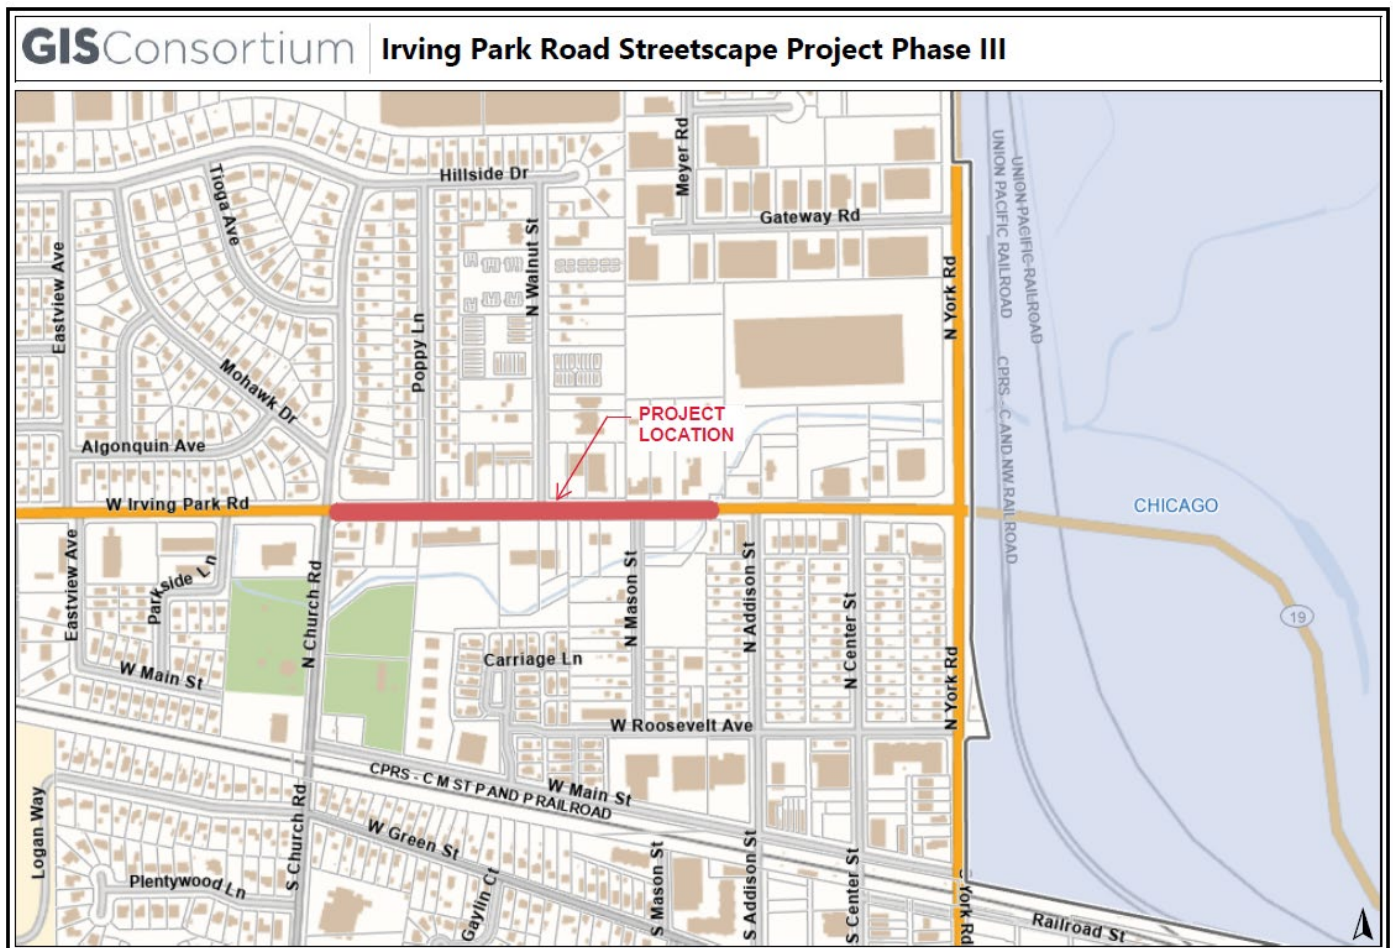 GISConsortium
Irving Park Road Streetscape Project Phase III
Meyer Rd
Hillside Dr
Tioga Ave
Gateway Rd
UNION PACIFIC RAILROAD
UNION PACIFIC RAILROAD
Eastview Ave
N Walnut St
N York Rd
Poppy Ln
Mohawk Dr
CPRS - C AND NW RAILROAD
PROJECT
LOCATION
Algonquin Ave
W Irving Park Rd
CHICAGO
Eastview Ave
Parkside Ln
N Church Rd
N Mason St
N Addison St
N Center St
19
Carriage Ln
W Main St
N York Rd
W Roosevelt Ave
CPRS - C M ST P AND P RAILROAD
W Main St
Logan Way
S Church Rd
W Green St
Plentywood Ln
Gaylin Ct
S Mason St
S Addison St
S Center St
S York Rd
Railroad St